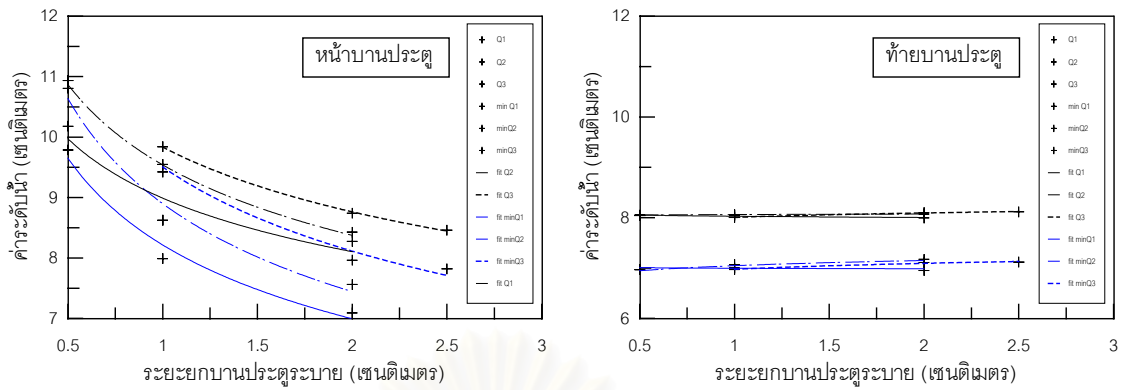 หน้าบานประตู
ค่าระดับน้ำ (เซนติเมตร)
12
11
10
9
8
7
0.5
1
1.5
2
2.5
3
ระยะยกบานประตูระบาย (เซนติเมตร)
Q1
Q2
Q3
min Q1
minQ2
minQ3
fit Q2
fit Q3
fit minQ1
fit minQ2
fit minQ3
fit Q1
ท้ายบานประตู
ค่าระดับน้ำ (เซนติเมตร)
12
10
8
6
0.5
1
1.5
2
2.5
3
ระยะยกบานประตูระบาย (เซนติเมตร)
Q1
Q2
Q3
min Q1
minQ2
minQ3
fit Q1
fit Q2
fit Q3
fit minQ1
fit minQ2
fit minQ3